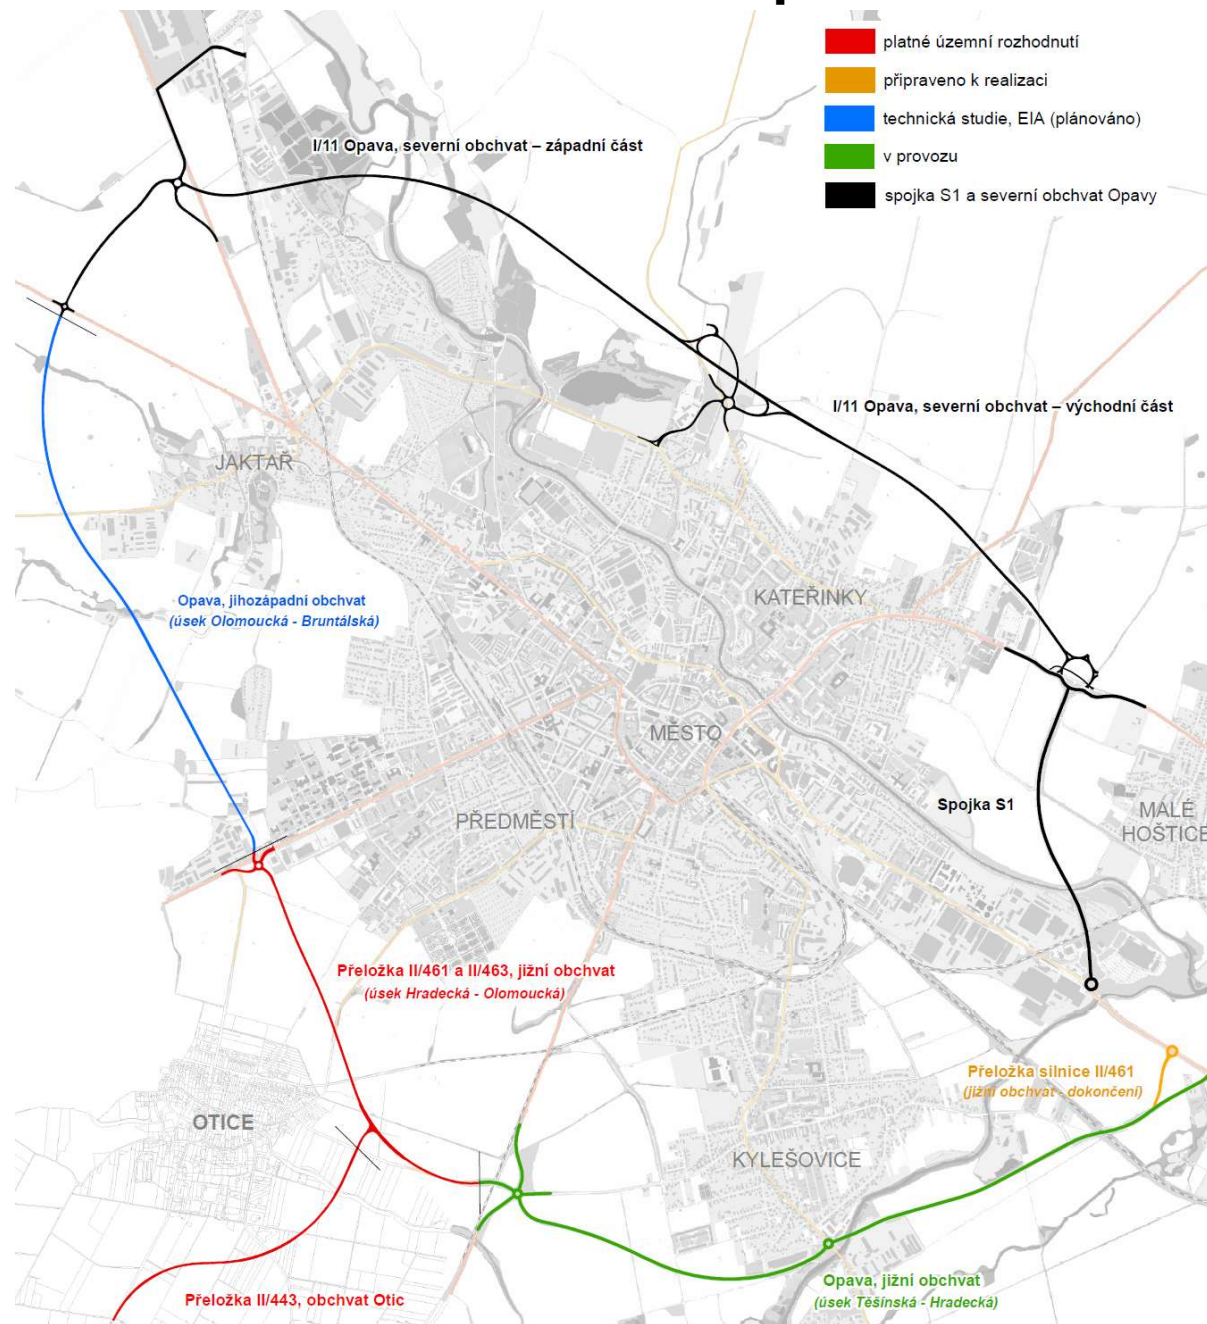 platné územní rozhodnutí
připraveno k realizaci
technická studie, EIA (plánováno)
v provozu
spojka S1 a severní obchvat Opavy
I/11 Opava, severní obchvat – západní část
I/11 Opava, severní obchvat – východní část
JAKTAŘ
Opava, jihozápadní obchvat
(úsek Olomoucká - Bruntálská)
KATEŘINKY
MĚSTO
Spojka S1
MALÉ
HOŠTICE
PŘEDMĚSTÍ
Přeložka II/461 a II/463, jižní obchvat
(úsek Hradecká - Olomoucká)
Přeložka silnice II/461
(jižní obchvat - dokončení)
OTICE
KYLEŠOVICE
Opava, jižní obchvat
(úsek Těšínská - Hradecká)
Přeložka II/443, obchvat Otic